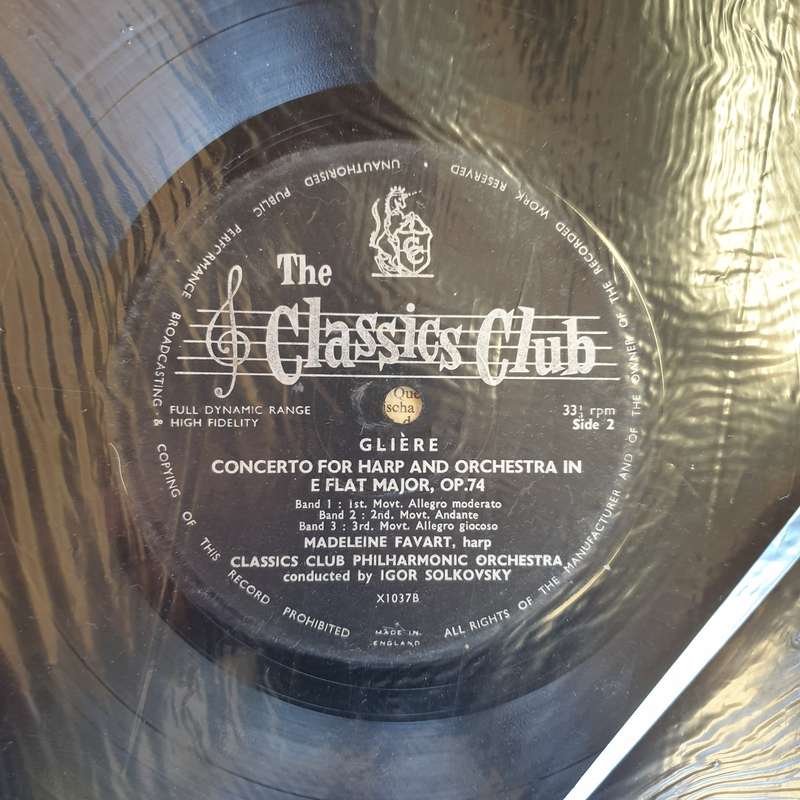 The
Classics Club
FULL DYNAMIC RANGE
HIGH FIDELITY
33⅓ rpm
Side 2
Que
ischa
d
GLIÈRE
CONCERTO FOR HARP AND ORCHESTRA IN
E FLAT MAJOR, OP.74
Band 1 : 1st. Movt. Allegro moderato
Band 2 : 2nd. Movt. Andante
Band 3 : 3rd. Movt. Allegro giocoso
MADELEINE FAVART, harp
CLASSICS CLUB PHILHARMONIC ORCHESTRA
conducted by IGOR SOLKOVSKY
X1037B
MADE IN
ENGLAND
ALL RIGHTS OF THE MANUFACTURER AND OF THE OWNER OF THE RECORDED WORK RESERVED UNAUTHORISED PUBLIC PERFORMANCE BROADCASTING & COPYING OF THIS RECORD PROHIBITED